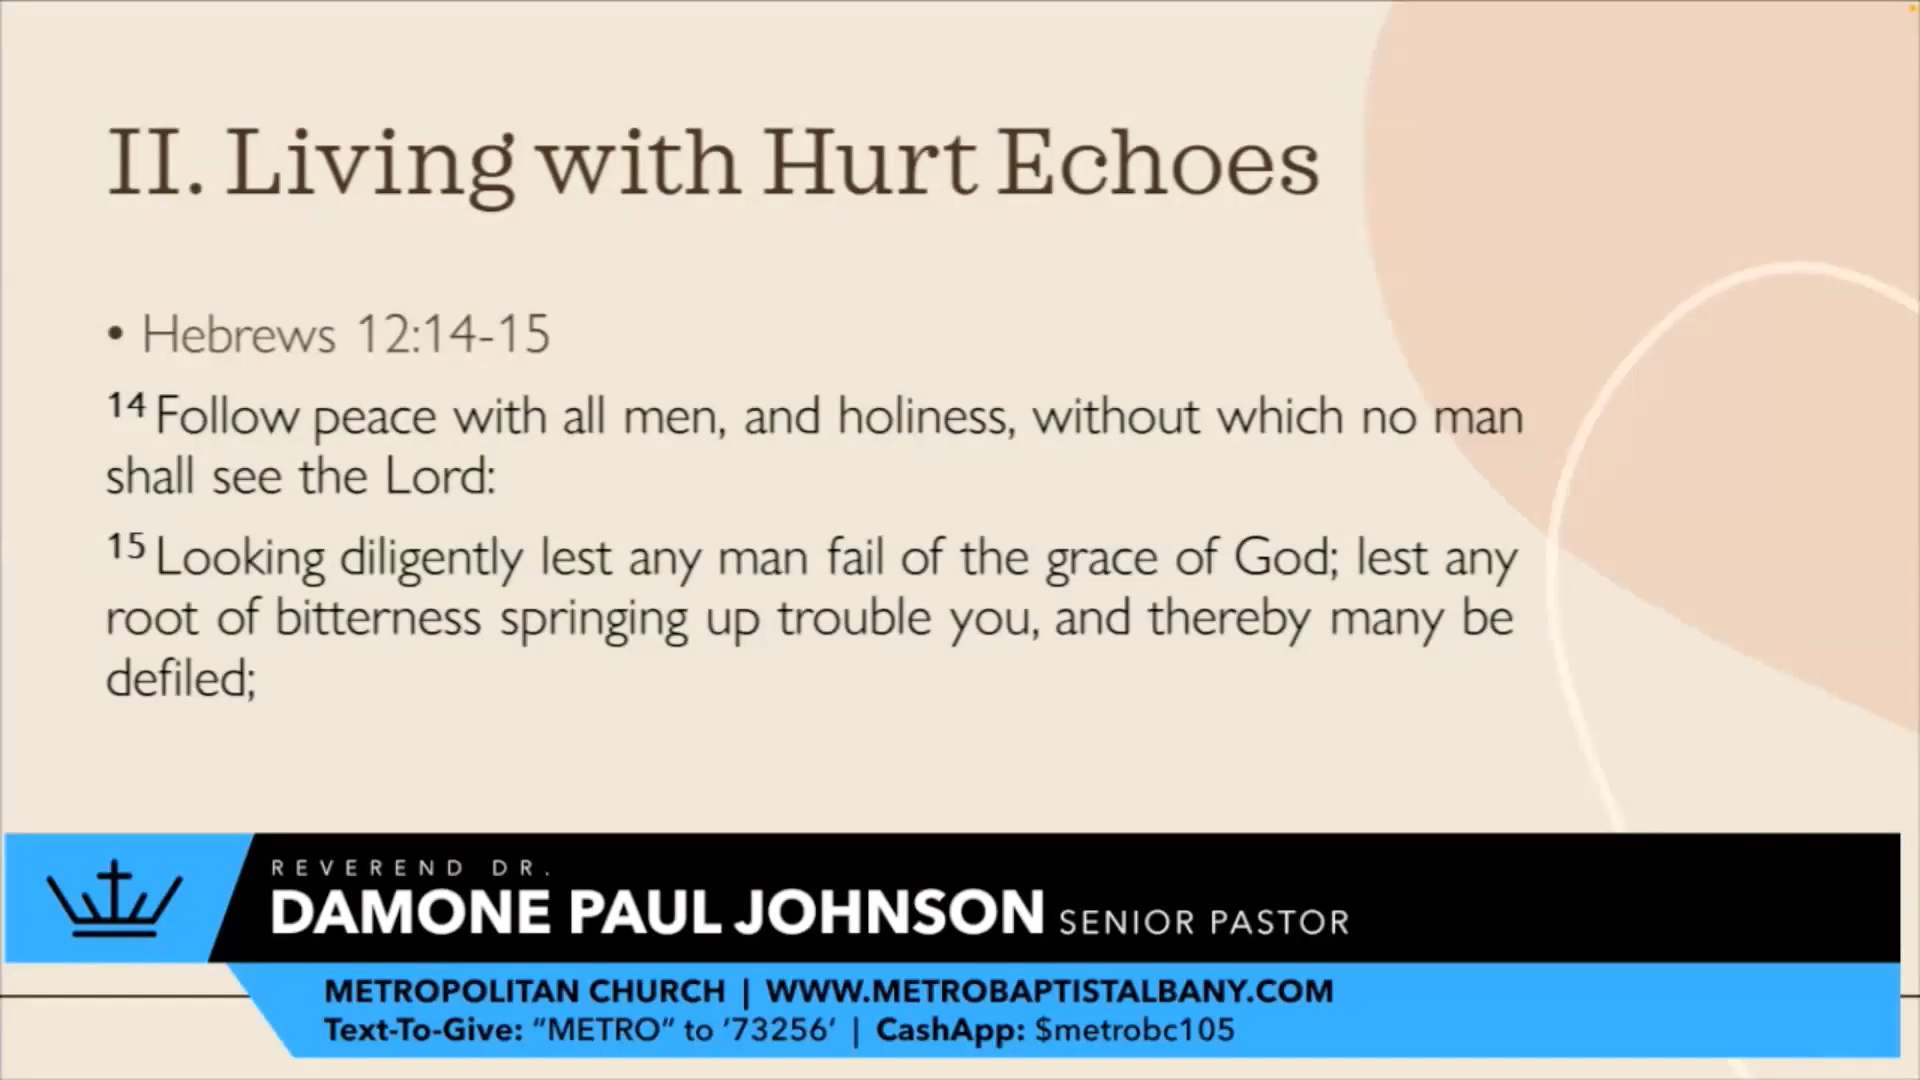 II. Living with Hurt Echoes
• Hebrews 12:14-15
14 Follow peace with all men, and holiness, without which no man
shall see the Lord:
15 Looking diligently lest any man fail of the grace of God; lest any
root of bitterness springing up trouble you, and thereby many be
defiled;
REVEREND DR.
DAMONE PAUL JOHNSON SENIOR PASTOR
METROPOLITAN CHURCH | WWW.METROBAPTISTALBANY.COM
Text-To-Give: “METRO” to ‘73256’ | CashApp: $metrobc105